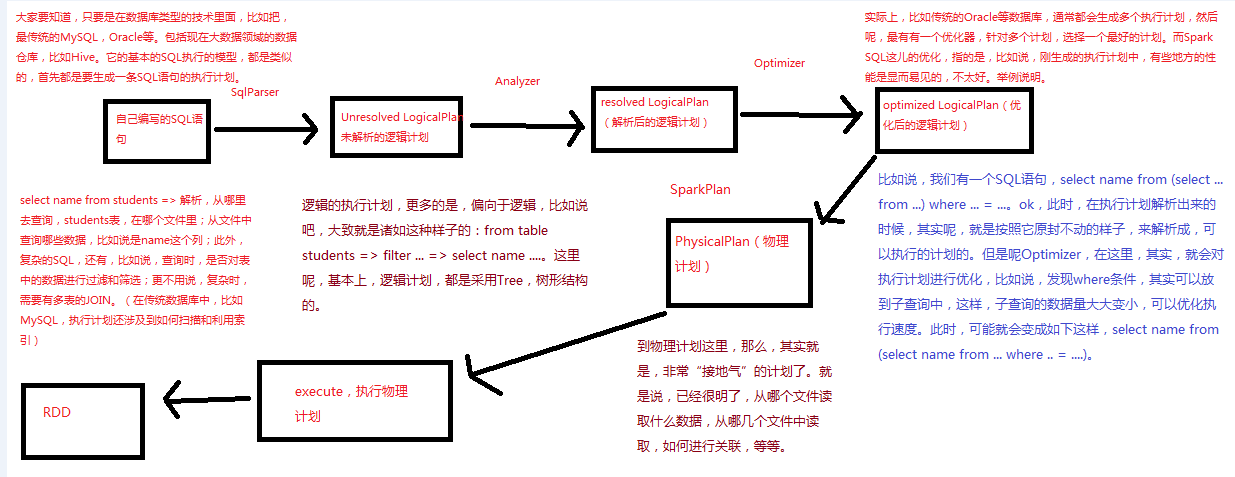 大家要知道，只要是在数据库类型的技术里面，比如把，
最传统的MySQL，Oracle等。包括现在大数据领域的数据
仓库，比如Hive。它的基本的SQL执行的模型，都是类似
的，首先都是要生成一条SQL语句的执行计划。
实际上，比如传统的Oracle等数据库，通常都会生成多个执行计划，然后
呢，最有有一个优化器，针对多个计划，选择一个最好的计划。而Spark
SQL这儿的优化，指的是，比如说，刚生成的执行计划中，有些地方的性
能是显而易见的，不太好。举例说明。
SqlParser
Analyzer
Optimizer
自己编写的SQL语
句
Unresolved LogicalPlan
未解析的逻辑计划
resolved LogicalPlan
（解析后的逻辑计划）
optimized LogicalPlan（优
化后的逻辑计划）
select name from students => 解析，从哪里
去查询，students表，在哪个文件里；从文件中
查询哪些数据，比如说是name这个列；此外，
复杂的SQL，还有，比如说，查询时，是否对表
中的数据进行过滤和筛选；更不用说，复杂时，
需要有多表的JOIN。（在传统数据库中，比如
MySQL，执行计划还涉及到如何扫描和利用索
引）
逻辑的执行计划，更多的是，偏向于逻辑，比如说
吧，大致就是诸如这种样子的：from table
students => filter ... => select name ....。这里
呢，基本上，逻辑计划，都是采用Tree，树形结构
的。
SparkPlan
PhysicalPlan（物理
计划）
比如说，我们有一个SQL语句，select name from (select ...
from ...) where ... = ...。ok，此时，在执行计划解析出来的
时候，其实呢，就是按照它原封不动的样子，来解析成，可
以执行的计划的。但是呢Optimizer，在这里，其实，就会对
执行计划进行优化，比如说，发现where条件，其实可以放
到子查询中，这样，子查询的数据量大大变小，可以优化执
行速度。此时，可能就会变成如下这样，select name from
(select name from ... where .. = ....)。
到物理计划这里，那么，其实就
是，非常“接地气”的计划了。就
是说，已经很明了，从哪个文件读
取什么数据，从哪几个文件中读
取，如何进行关联，等等。
execute，执行物理
计划
RDD